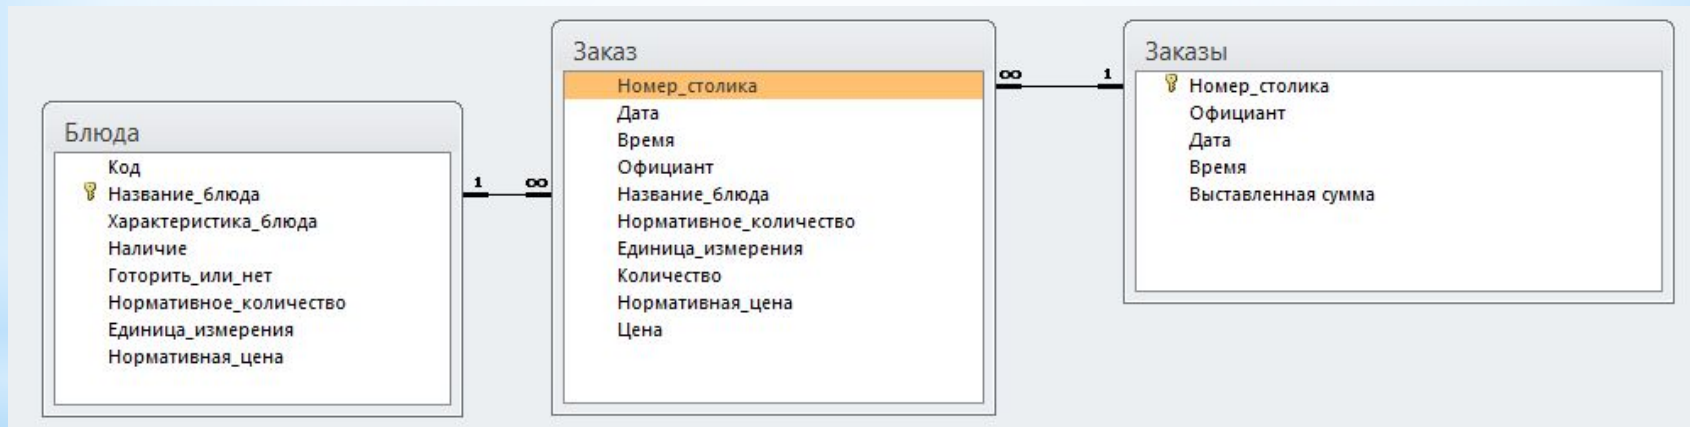 Блюда
Код
Название_блюда
Характеристика_блюда
Наличие
Готорить_или_нет
Нормативное_количество
Единица_измерения
Нормативная_цена
1 ∞
Заказ
Номер_столика
Дата
Время
Официант
Название_блюда
Нормативное_количество
Единица_измерения
Количество
Нормативная_цена
Цена
∞ 1
Заказы
Номер_столика
Официант
Дата
Время
Выставленная сумма